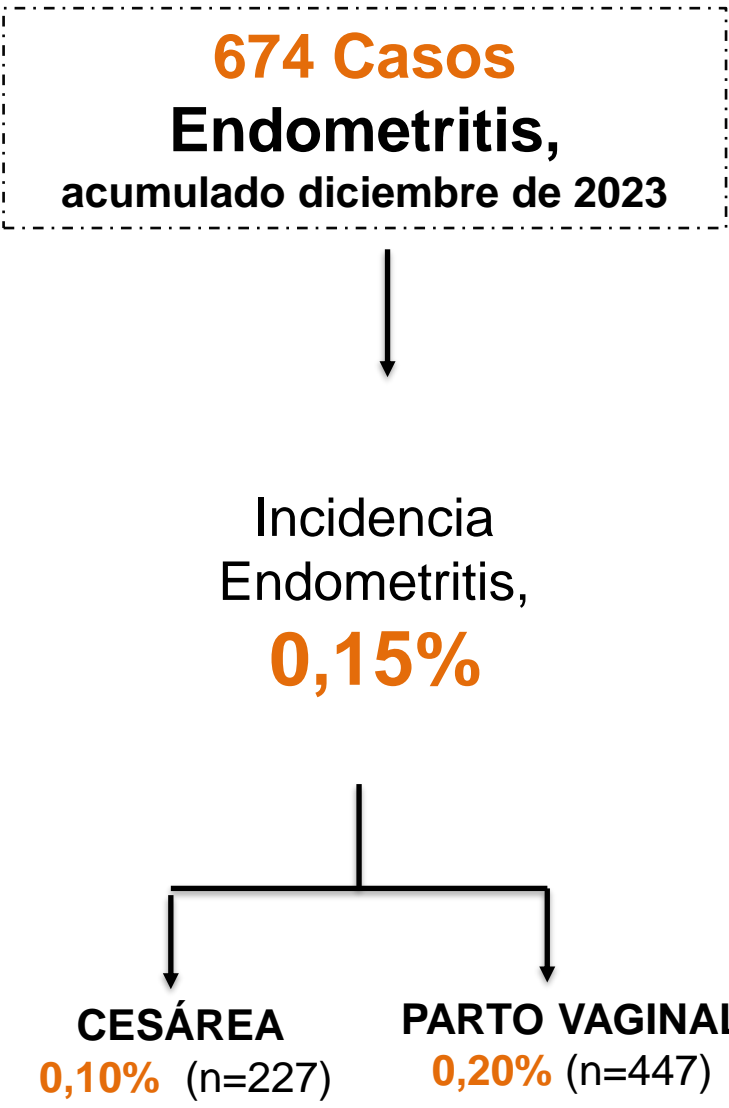 674 Casos
Endometritis,
acumulado diciembre de 2023
Incidencia
Endometritis,
0,15%
CESÁREA
0,10% (n=227)
PARTO VAGINAL
0,20% (n=447)